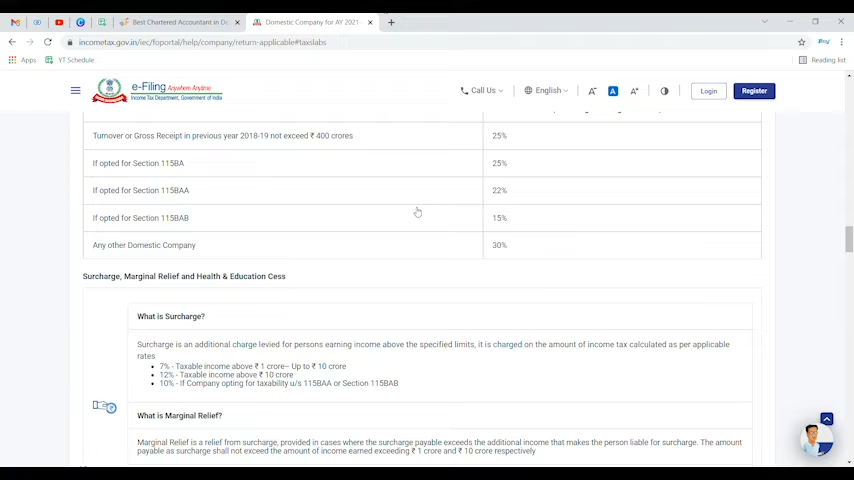 Best Chartered Accountant in De
Domestic Company for AY 2021-
incometax.gov.in/iec/foportal/help/company/return-applicable#taxslabs
Apps
YT Schedule
Reading list
e-Filing Anywhere Anytime
Income Tax Department, Government of India
Call Us
English
A-
A
A+
Login
Register
Turnover or Gross Receipt in previous year 2018-19 not exceed ₹ 400 crores
25%
If opted for Section 115BA
25%
If opted for Section 115BAA
22%
If opted for Section 115BAB
15%
Any other Domestic Company
30%
Surcharge, Marginal Relief and Health & Education Cess
What is Surcharge?
Surcharge is an additional charge levied for persons earning income above the specified limits, it is charged on the amount of income tax calculated as per applicable
rates
• 7% - Taxable income above ₹ 1 crore– Up to ₹ 10 crore
• 12% - Taxable income above ₹ 10 crore
• 10% - If Company opting for taxability u/s 115BAA or Section 115BAB
What is Marginal Relief?
Marginal Relief is a relief from surcharge, provided in cases where the surcharge payable exceeds the additional income that makes the person liable for surcharge. The amount
payable as surcharge shall not exceed the amount of income earned exceeding ₹ 1 crore and ₹ 10 crore respectively